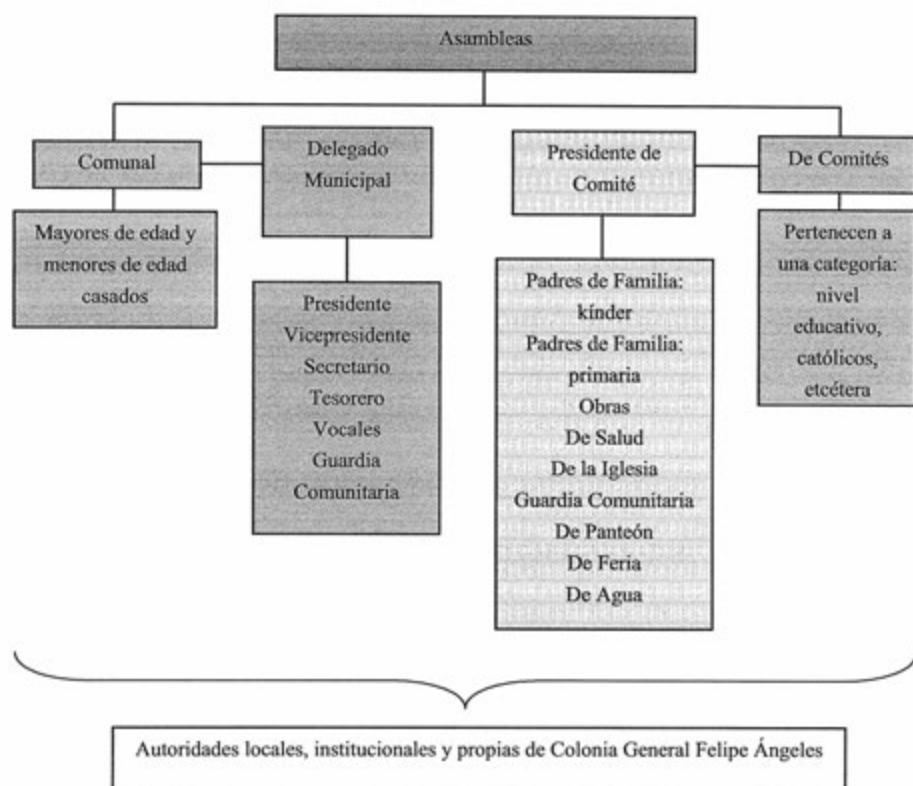 Asambleas
Comunal
Delegado
Municipal
Presidente de
Comité
De Comités
Mayores de edad y
menores de edad
casados
Presidente
Vicepresidente
Secretario
Tesorero
Vocales
Guardia
Comunitaria
Padres de Familia:
kínder
Padres de Familia:
primaria
Obras
De Salud
De la Iglesia
Guardia Comunitaria
De Panteón
De Feria
De Agua
Pertenecen a
una categoría:
nivel
educativo,
católicos,
etcétera
Autoridades locales, institucionales y propias de Colonia General Felipe Ángeles